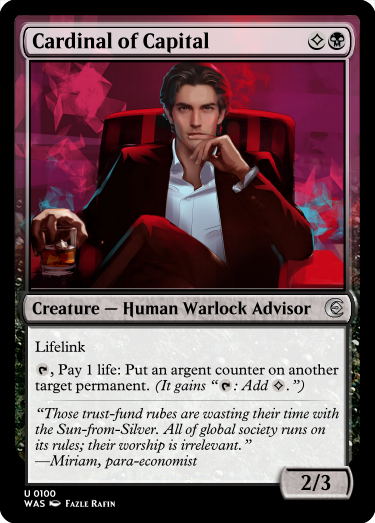 Cardinal of Capital
Creature — Human Warlock Advisor
Lifelink
, Pay 1 life: Put an argent counter on another
target permanent. (It gains “: Add .”)
“Those trust-fund rubes are wasting their time with
the Sun-from-Silver. All of global society runs on
its rules; their worship is irrelevant.”
—Miriam, para-economist
2/3
U 0100
WAS Fazle Rafin